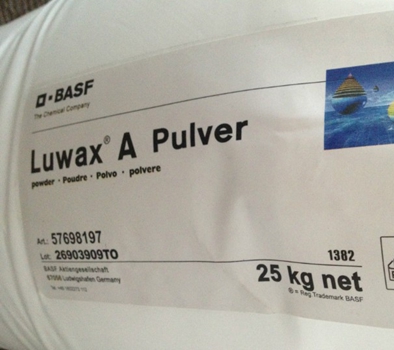 BASF
The Chemical Company
Luwax® A Pulver
powder · Poudre · Polvo · polvere
Art.: 57698197
Lot: 26903909TO
1382
BASF Aktiengesellschaft
25 kg net
67056 Ludwigshafen Germany
® = Reg. Trademark BASF